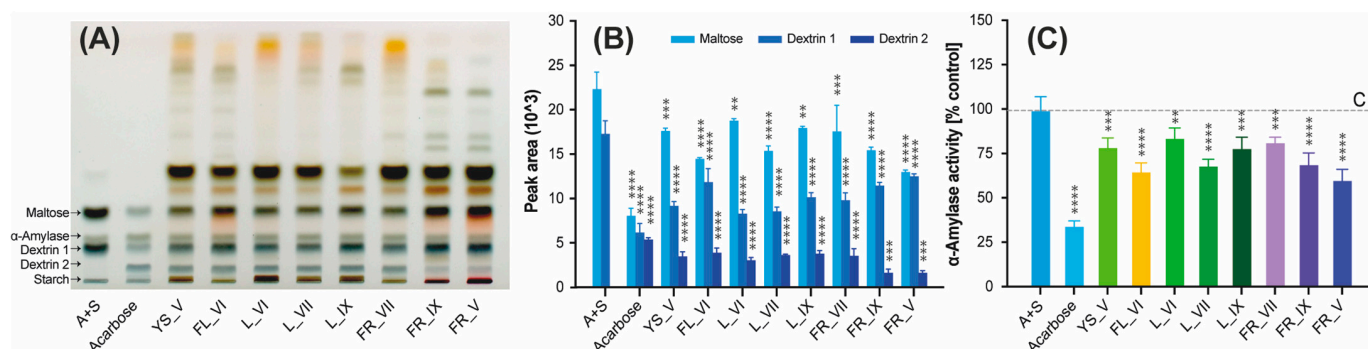 (A)
Maltose
α-Amylase
Dextrin 1
Dextrin 2
Starch
A+S
Acarbose
YS_V
FL_VI
L_VI
L_VII
L_IX
FR_VII
FR_IX
FR_V
(B)
Maltose
Dextrin 1
Dextrin 2
Peak area (10^3)
30
25
20
15
10
5
0
****
****
****
***
****
****
****
****
****
**
****
****
****
****
****
**
****
****
***
****
****
****
****
***
****
****
***
A+S
Acarbose
YS_V
FL_VI
L_VI
L_VII
L_IX
FR_VII
FR_IX
FR_V
(C)
α-Amylase activity [% control]
150
125
100
75
50
25
0
C
****
***
****
**
****
***
***
****
****
A+S
Acarbose
YS_V
FL_VI
L_VI
L_VII
L_IX
FR_VII
FR_IX
FR_V